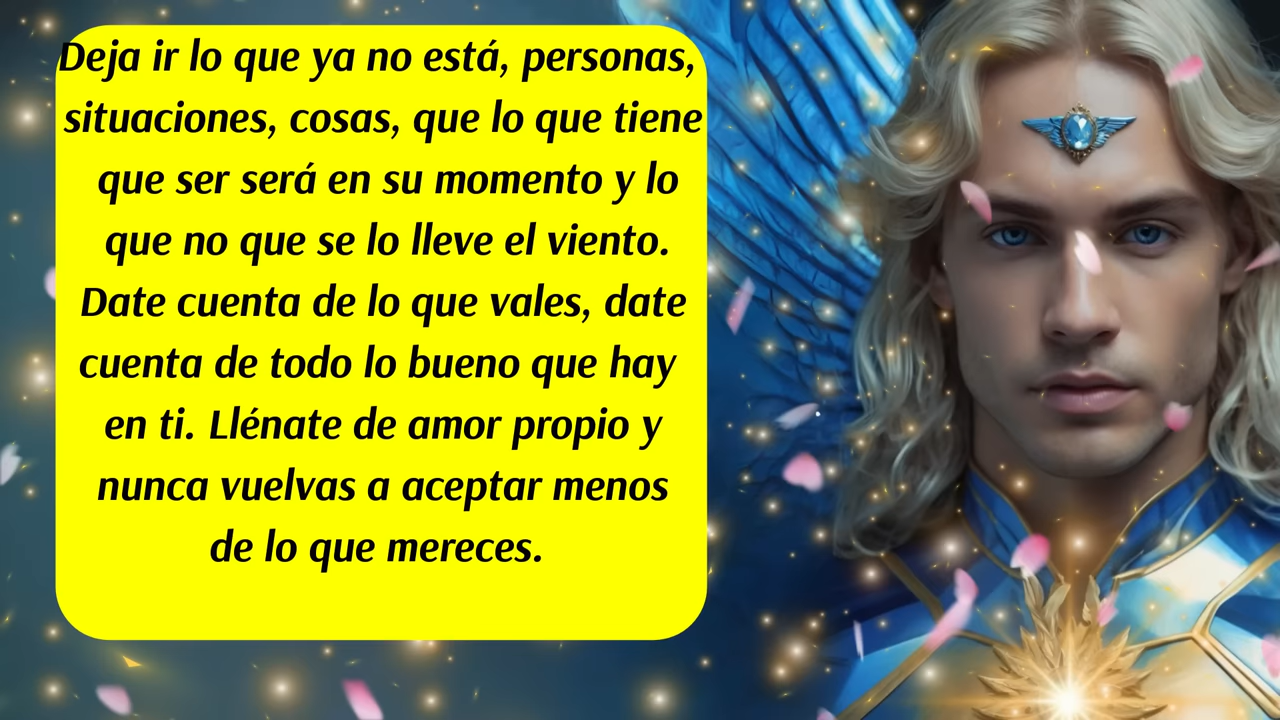 Deja ir lo que ya no está, personas,
situaciones, cosas, que lo que tiene
que ser será en su momento y lo
que no que se lo lleve el viento.
Date cuenta de lo que vales, date
cuenta de todo lo bueno que hay
en ti. Llénate de amor propio y
nunca vuelvas a aceptar menos
de lo que mereces.